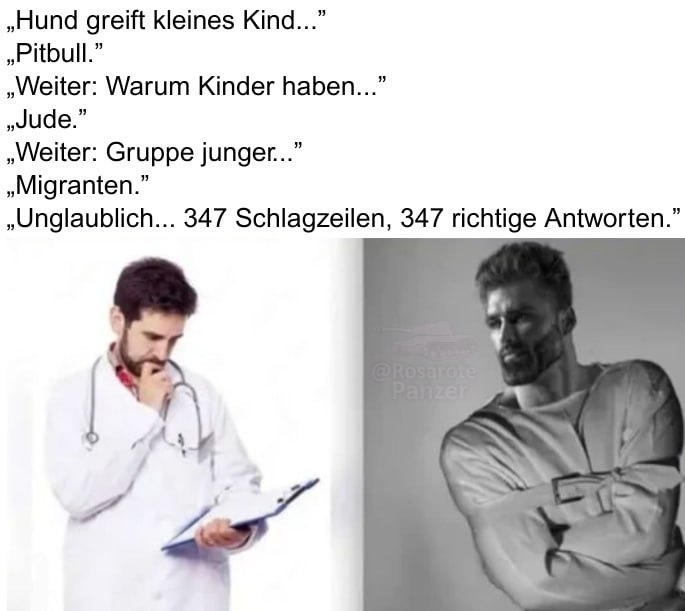 „Hund greift kleines Kind...”
„Pitbull.”
„Weiter: Warum Kinder haben...”
„Jude.”
„Weiter: Gruppe junger...”
„Migranten.”
„Unglaublich... 347 Schlagzeilen, 347 richtige Antworten.”
@Rosarote
Panzer